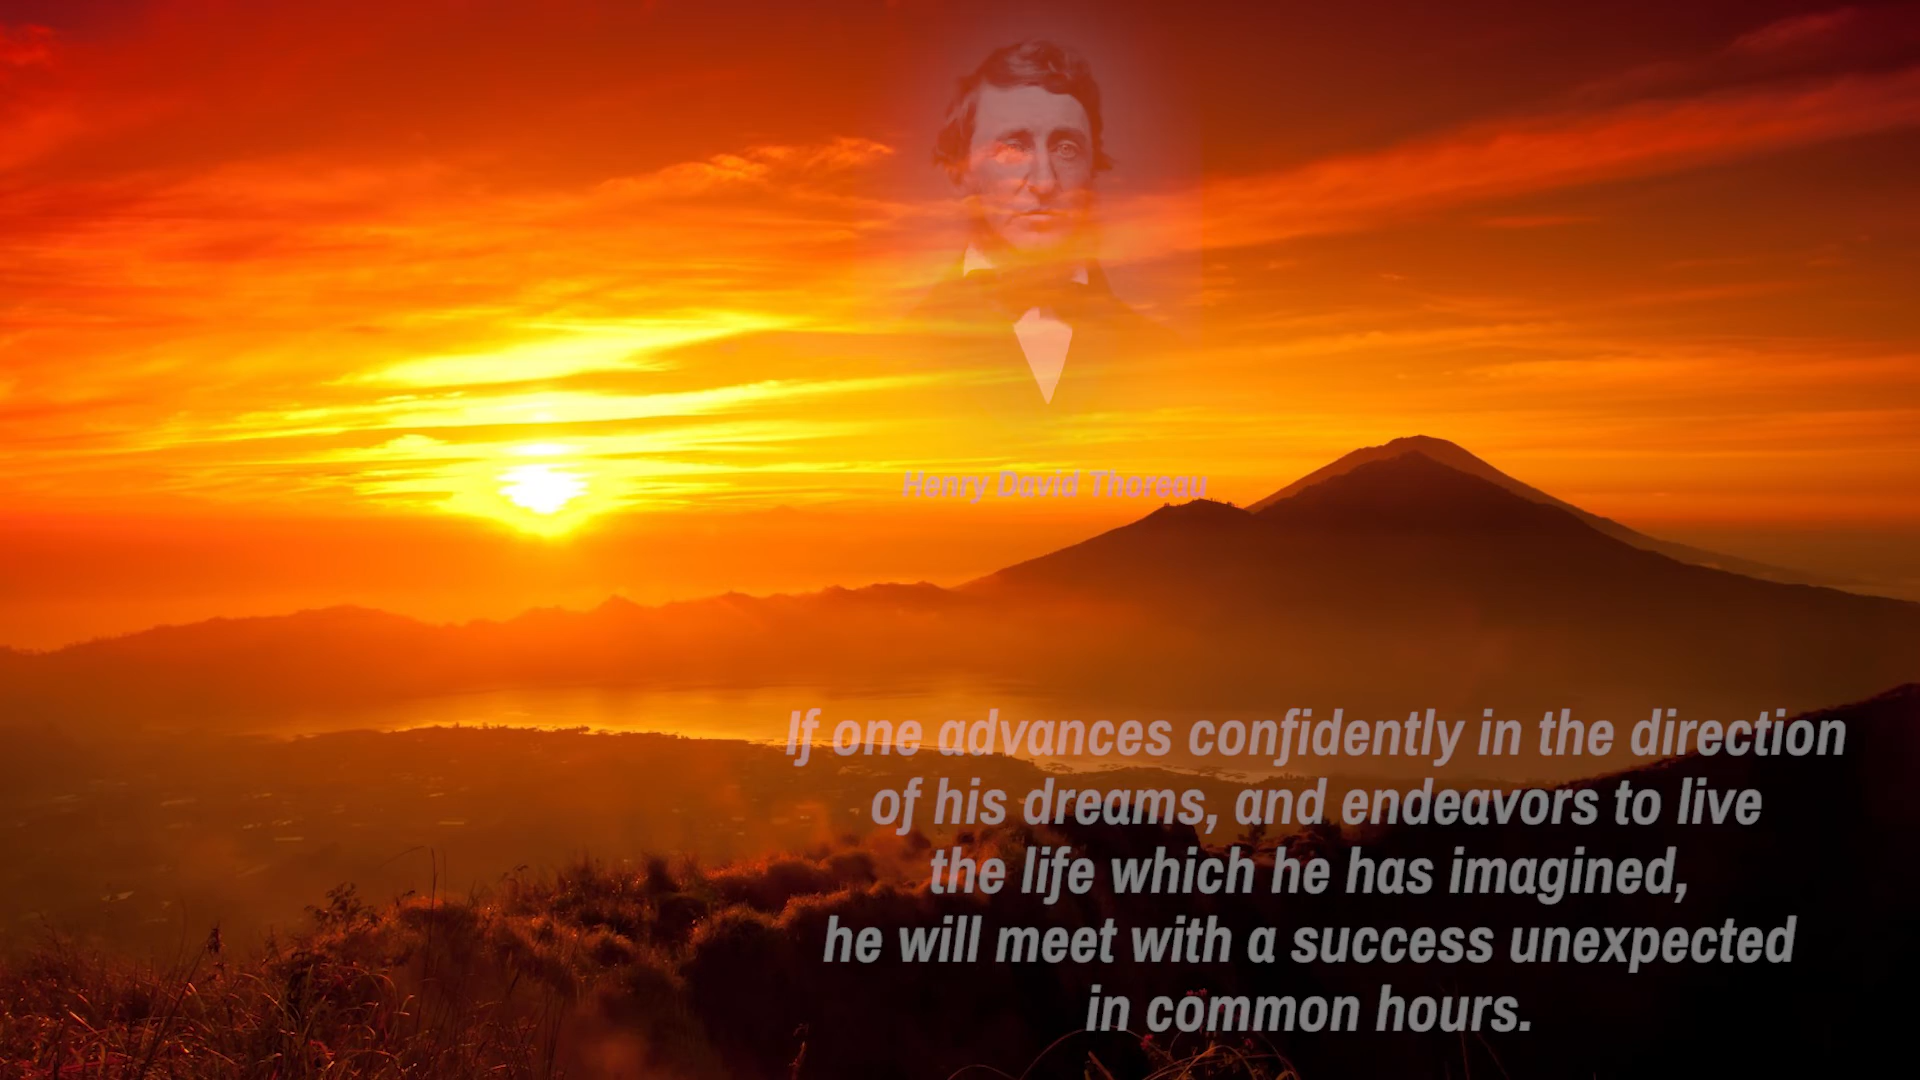 Henry David Thoreau
If one advances confidently in the direction
of his dreams, and endeavors to live
the life which he has imagined,
he will meet with a success unexpected
in common hours.